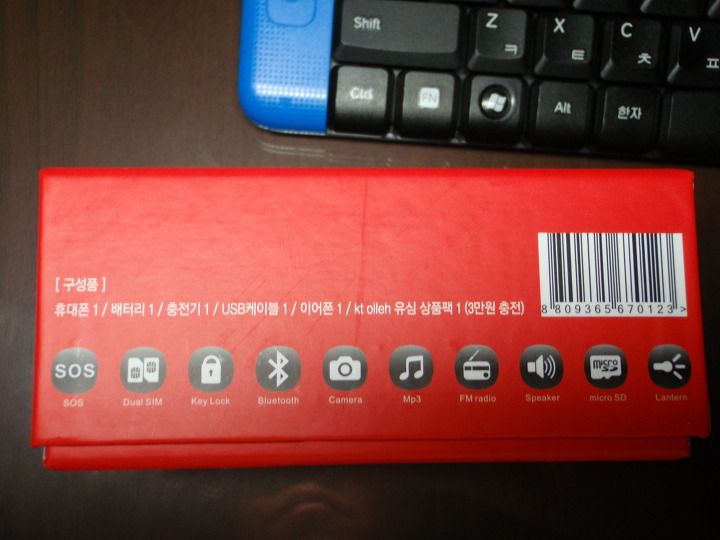 Shift Z ㅋ X ㅌ C ㅊ V ㅍ
Ctrl FN Alt 한자
[ 구성품 ]
휴대폰 1 / 배터리 1 / 충전기 1 / USB케이블 1 / 이어폰 1 / kt olleh 유심 상품팩 1 (3만원 충전)
8 809365 670123 >
SOS micro SD
SOS Dual SIM Key Lock Bluetooth Camera Mp3 FM radio Speaker micro SD Lantern